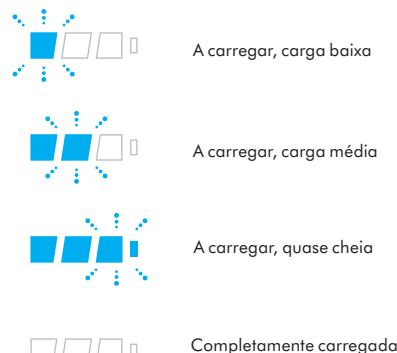 A carregar, carga baixa
A carregar, carga média
A carregar, quase cheia
Completamente carregada